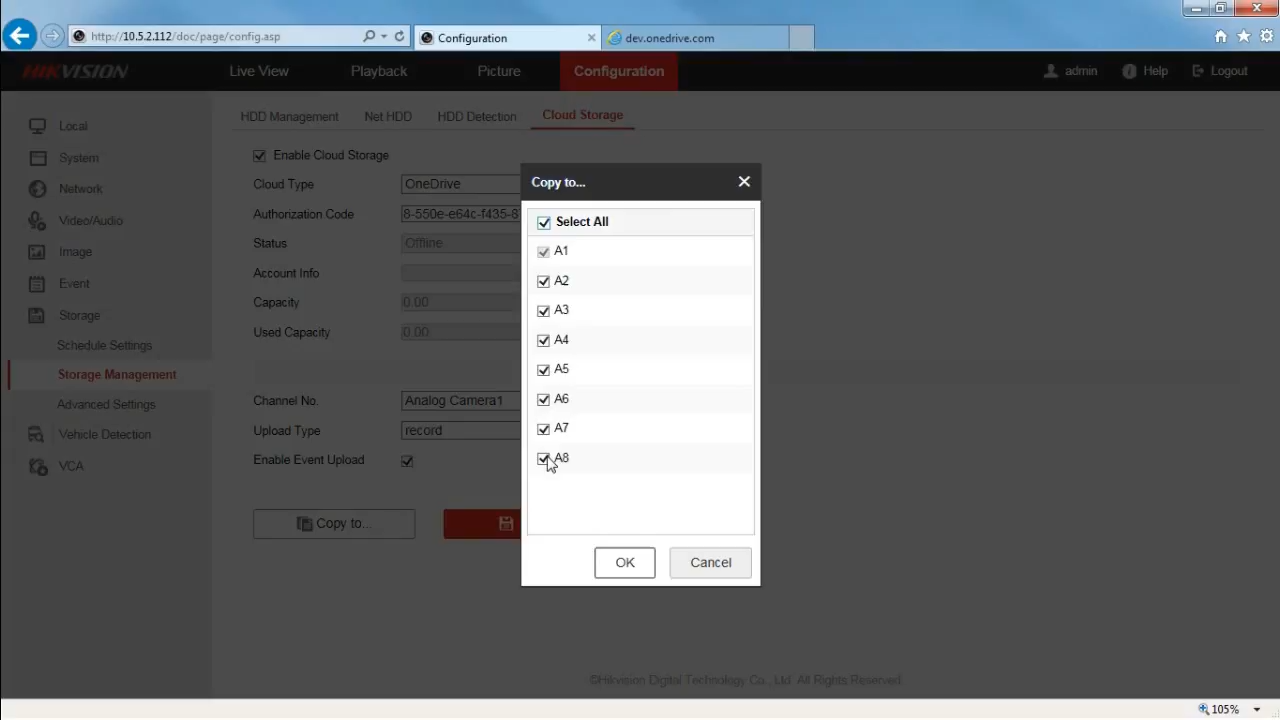 http://10.5.2.112/doc/page/config.asp
Configuration
dev.onedrive.com
HIKVISION
Live View
Playback
Picture
Configuration
admin
Help
Logout
Local
System
Network
Video/Audio
Image
Event
Storage
Schedule Settings
Storage Management
Advanced Settings
Vehicle Detection
VCA
HDD Management
Net HDD
HDD Detection
Cloud Storage
Enable Cloud Storage
Cloud Type
OneDrive
Authorization Code
8-550e-e64c-f435-8
Status
Offline
Account Info
Capacity
0.00
Used Capacity
0.00
Channel No.
Analog Camera1
Upload Type
record
Enable Event Upload
Copy to...
Copy to...
Select All
A1
A2
A3
A4
A5
A6
A7
A8
OK
Cancel
©Hikvision Digital Technology Co., Ltd. All Rights Reserved.
105%